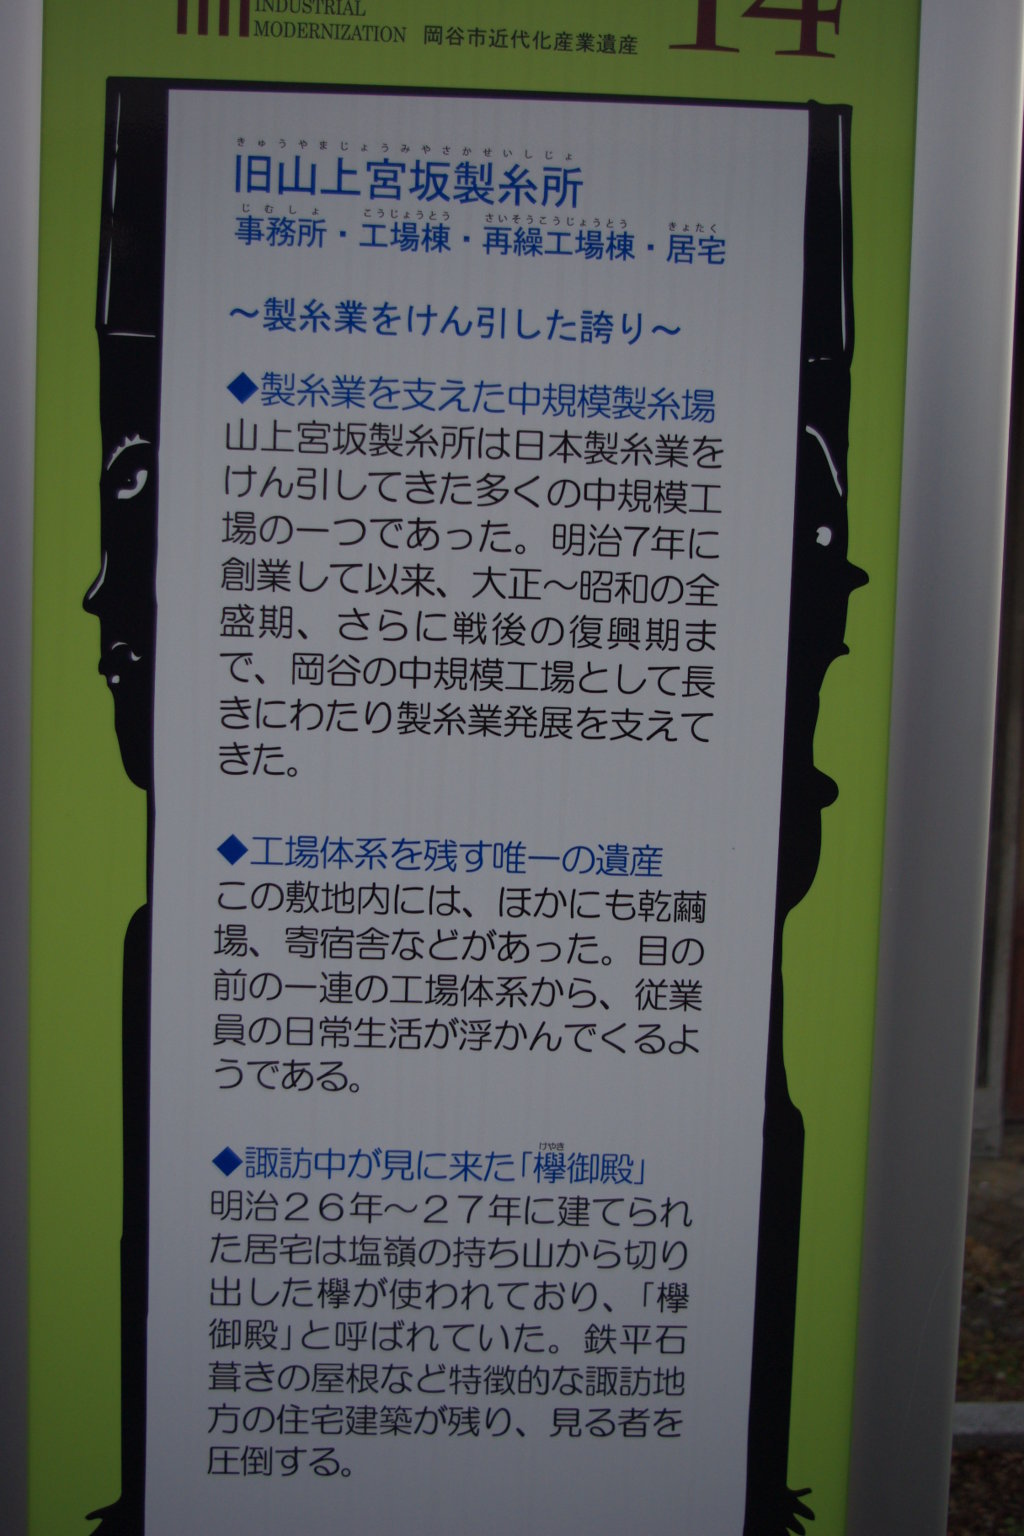 INDUSTRIAL
MODERNIZATION 岡谷市近代化産業遺産
14
きゅうやまじょうみやさかせいしじょ
旧山上宮坂製糸所
じむしょ こうじょうとう さいそうこうじょうとう きょたく
事務所・工場棟・再繰工場棟・居宅
～製糸業をけん引した誇り～
◆製糸業を支えた中規模製糸場
山上宮坂製糸所は日本製糸業を
けん引してきた多くの中規模工
場の一つであった。明治7年に
創業して以来、大正～昭和の全
盛期、さらに戦後の復興期ま
で、岡谷の中規模工場として長
きにわたり製糸業発展を支えて
きた。
◆工場体系を残す唯一の遺産
この敷地内には、ほかにも乾繭
場、寄宿舎などがあった。目の
前の一連の工場体系から、従業
員の日常生活が浮かんでくるよ
うである。
けやき
◆諏訪中が見に来た「欅御殿」
明治２６年～２７年に建てられ
た居宅は塩嶺の持ち山から切り
出した欅が使われており、「欅
御殿」と呼ばれていた。鉄平石
葺きの屋根など特徴的な諏訪地
方の住宅建築が残り、見る者を
圧倒する。